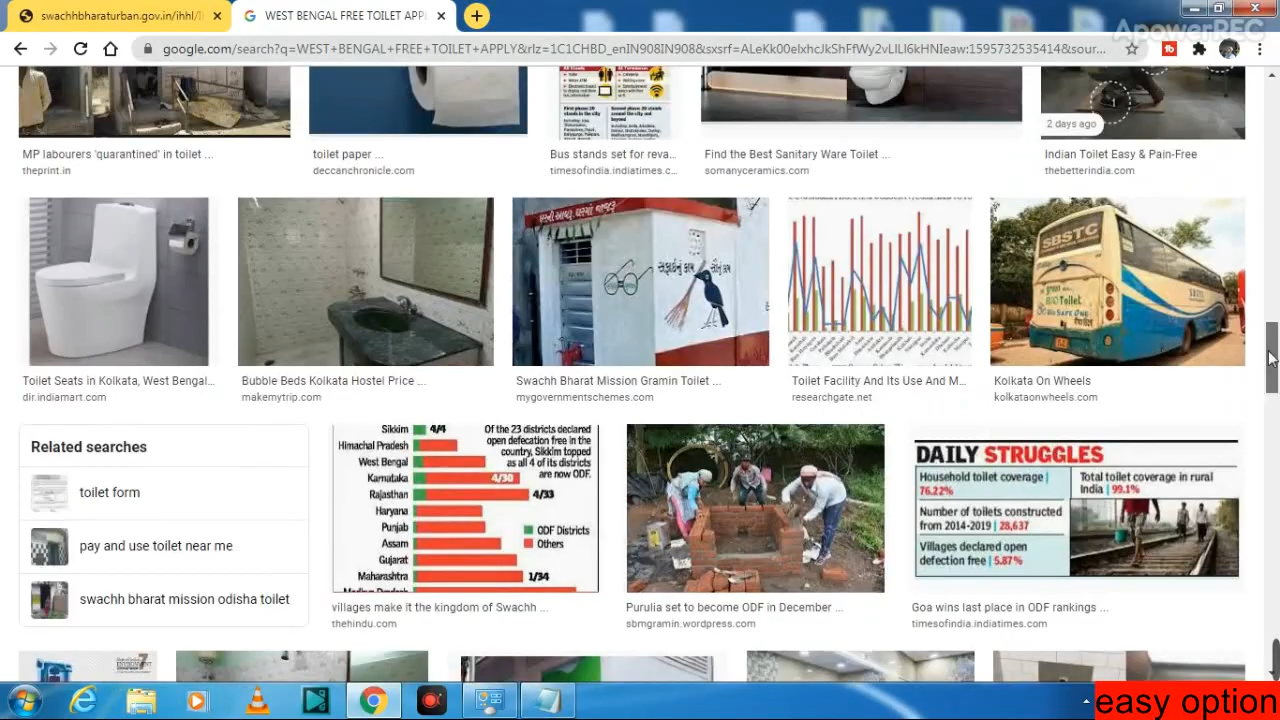 swachhbharaturban.gov.in/ihhl/
WEST BENGAL FREE TOILET APPL
ApowerREC
google.com/search?q=WEST+BENGAL+FREE+TOILET+APPLY&rlz=1C1CHBD_enIN908IN908&sxsrf=ALeKk00elxhcJkShFfWy2vLILI6kHNIeaw:1595732535414&sour...
2 days ago
MP labourers 'quarantined' in toilet ...
theprint.in
toilet paper ...
deccanchronicle.com
Bus stands set for reva...
timesofindia.indiatimes.c...
Find the Best Sanitary Ware Toilet ...
somanyceramics.com
Indian Toilet Easy & Pain-Free
thebetterindia.com
SBSTC
Toilet Seats in Kolkata, West Bengal...
dir.indiamart.com
Bubble Beds Kolkata Hostel Price ...
makemytrip.com
Swachh Bharat Mission Gramin Toilet ...
mygovernmentschemes.com
Toilet Facility And Its Use And M...
researchgate.net
Kolkata On Wheels
kolkataonwheels.com
Related searches
toilet form
pay and use toilet near me
swachh bharat mission odisha toilet
Sikkim 4/4
Of the 23 districts declared
open defecation free in the
country, Sikkim topped
as all 4 of its districts
are now ODF.
Himachal Pradesh
West Bengal
Karnataka 4/30
Rajasthan 4/33
Haryana
Punjab
Assam
Gujarat
Maharashtra 1/34
ODF Districts
Others
villages make it the kingdom of Swachh ...
thehindu.com
Purulia set to become ODF in December ...
sbmgramin.wordpress.com
DAILY STRUGGLES
Household toilet coverage |
76.22%
Total toilet coverage in rural
India | 99.1%
Number of toilets constructed
from 2014-2019 | 28,637
Villages declared open
defecation free | 5.87%
Goa wins last place in ODF rankings ...
timesofindia.indiatimes.com
easy option